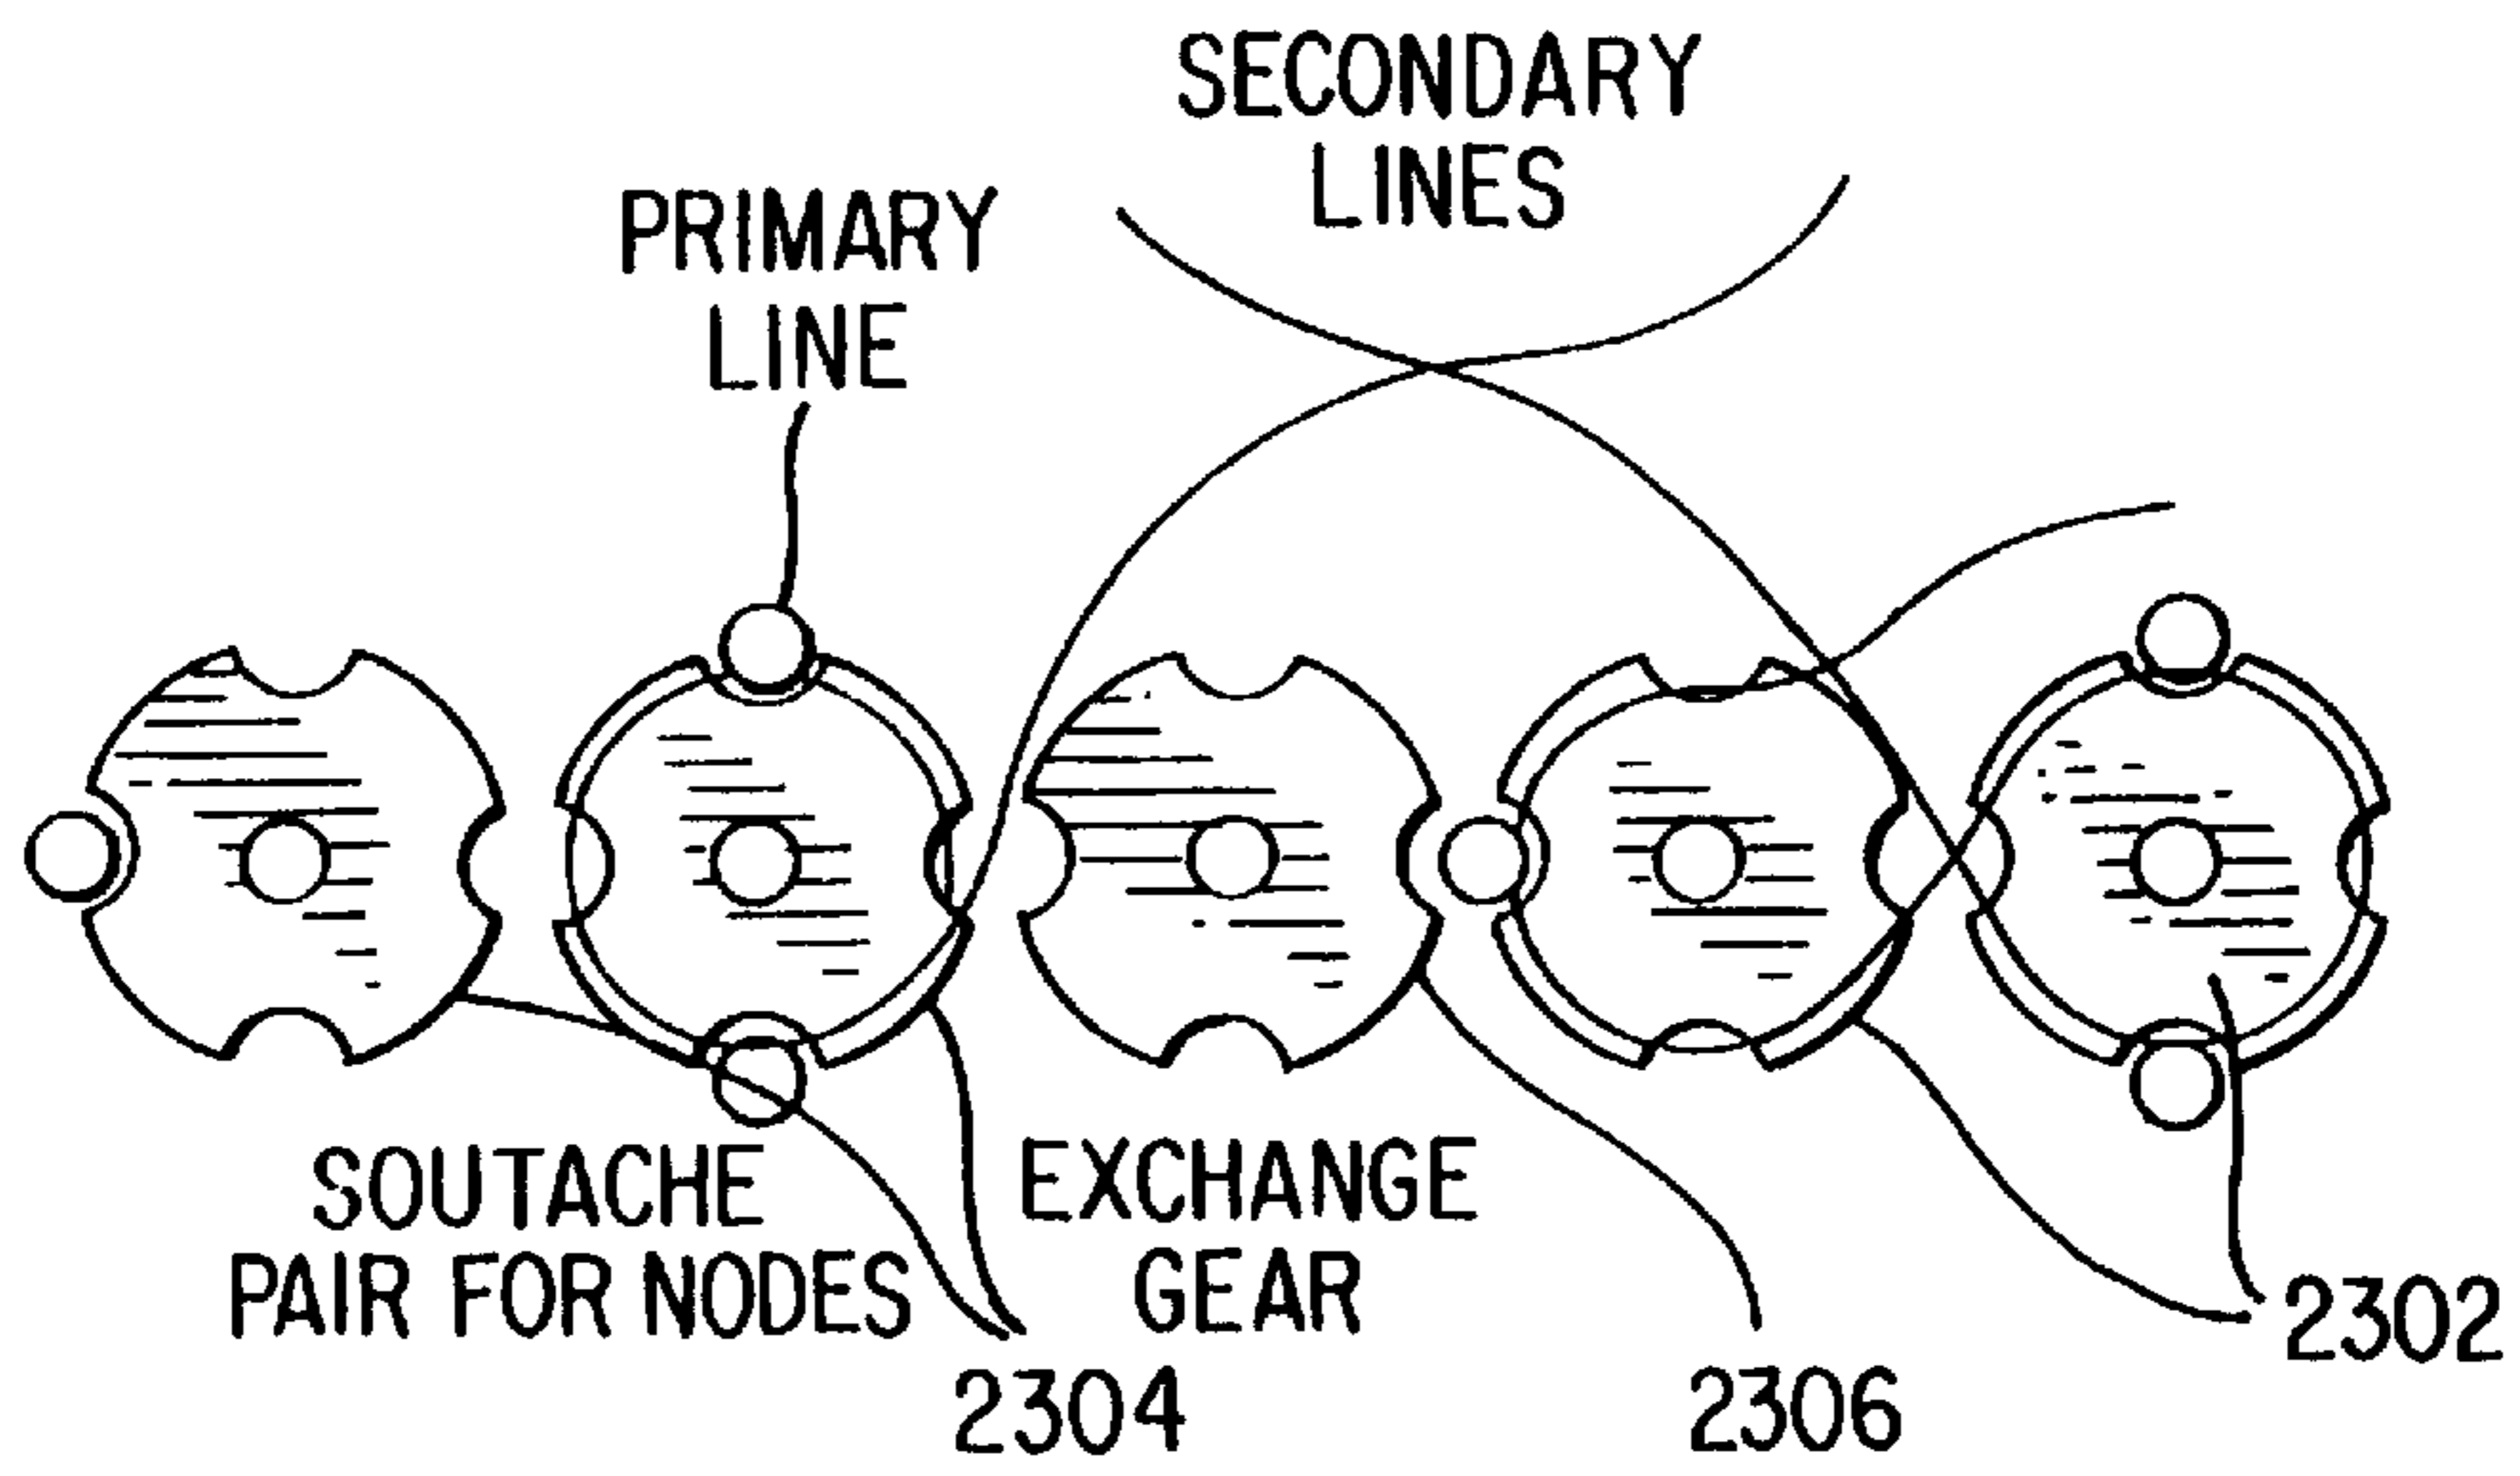 SECONDARY
LINES
PRIMARY
LINE
SOUTACHE
PAIR FOR NODES
EXCHANGE
GEAR
2302
2304
2306